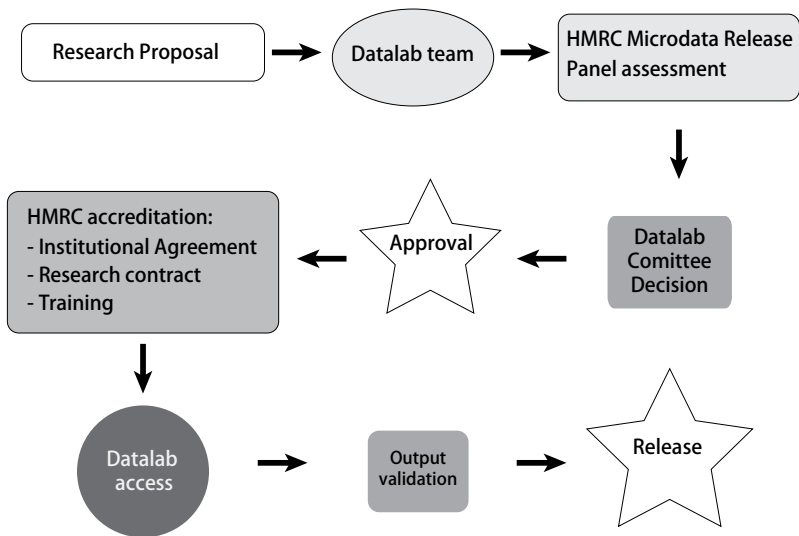 Research Proposal
Datalab team
HMRC Microdata Release
Panel assessment
Datalab
Comittee
Decision
Approval
HMRC accreditation:
- Institutional Agreement
- Research contract
- Training
Datalab
access
Output
validation
Release